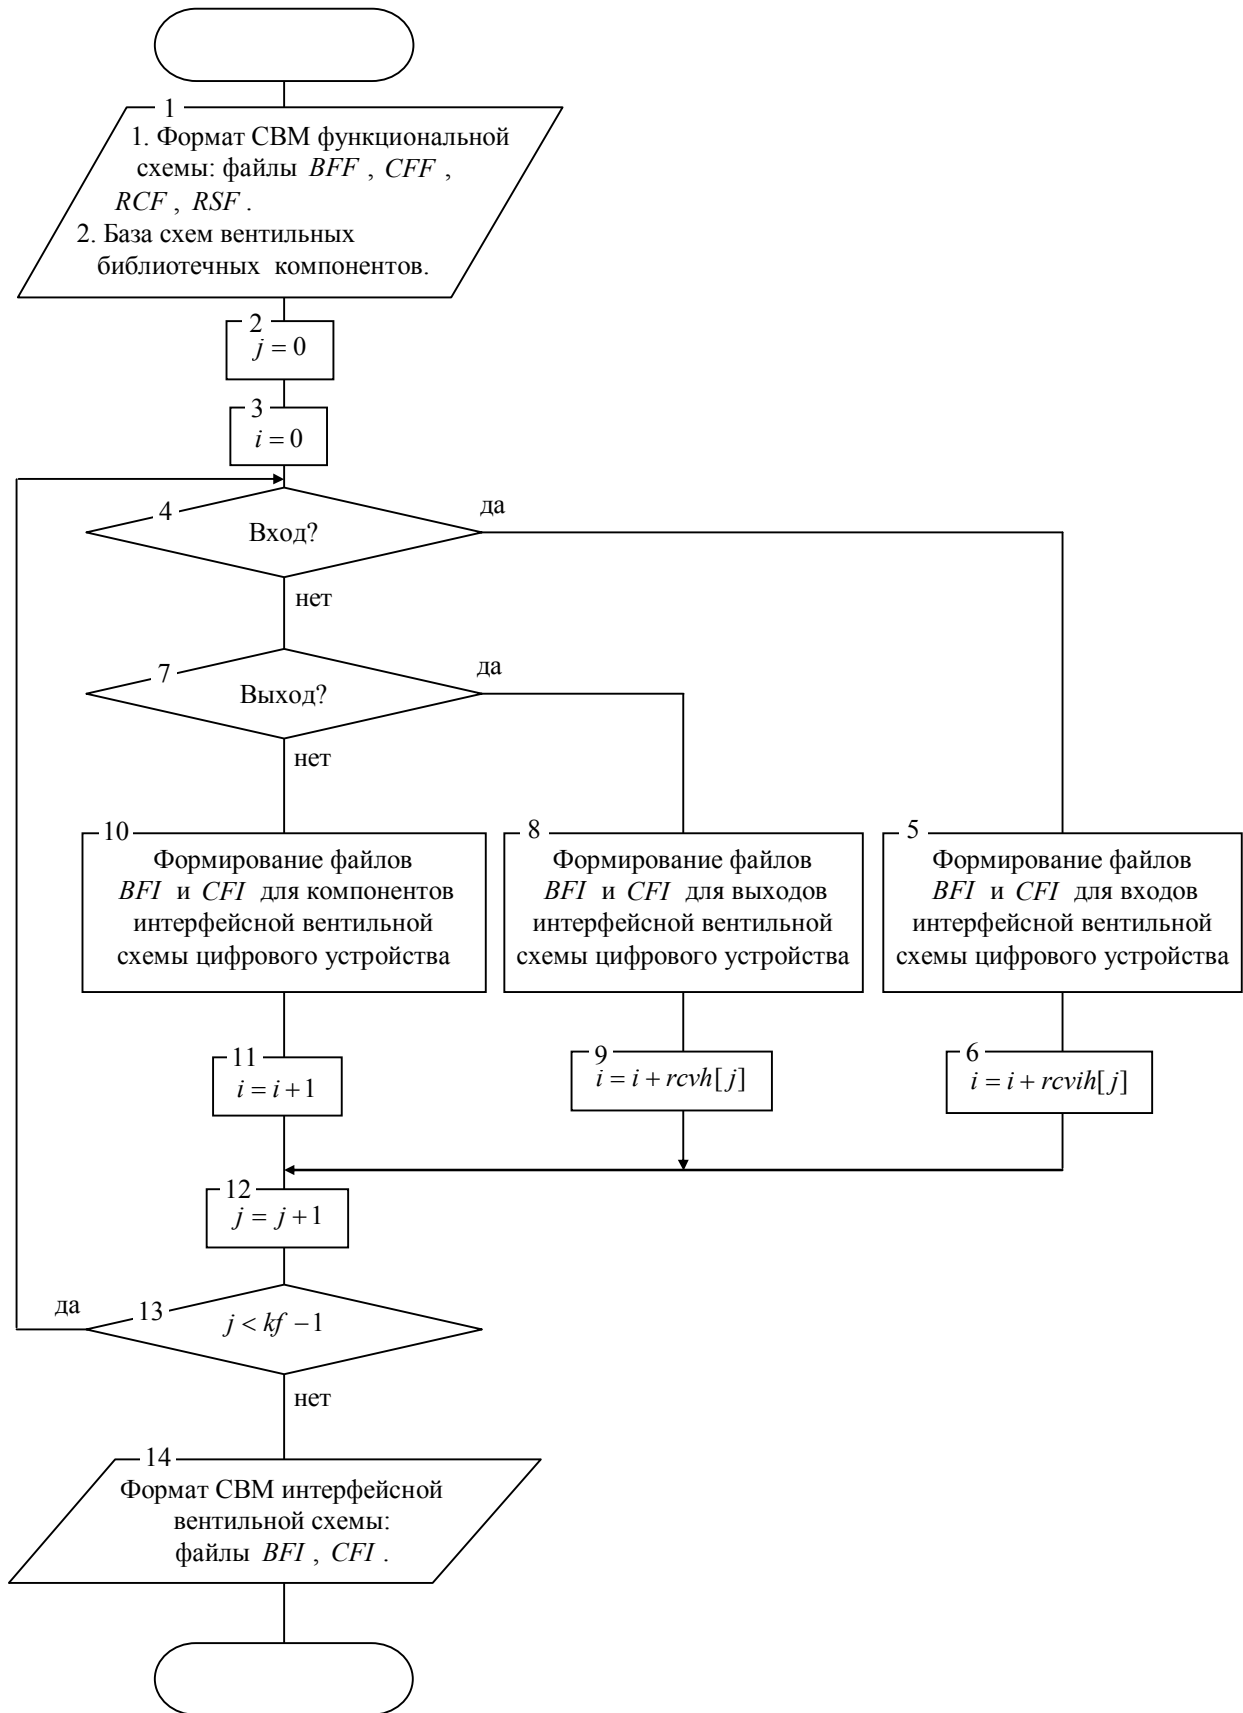 1
1. Формат СВМ функциональной
схемы: файлы BFF , CFF ,
RCF , RSF .
2. База схем вентильных
библиотечных компонентов.
2
j = 0
3
i = 0
4
Вход?
да
нет
7
Выход?
да
нет
10
Формирование файлов
BFI и CFI для компонентов
интерфейсной вентильной
схемы цифрового устройства
8
Формирование файлов
BFI и CFI для выходов
интерфейсной вентильной
схемы цифрового устройства
5
Формирование файлов
BFI и CFI для входов
интерфейсной вентильной
схемы цифрового устройства
11
i = i + 1
9
i = i + rcvh[ j]
6
i = i + rcvih[ j]
12
j = j + 1
да
13
j < kf − 1
нет
14
Формат СВМ интерфейсной
вентильной схемы:
файлы BFI , CFI .